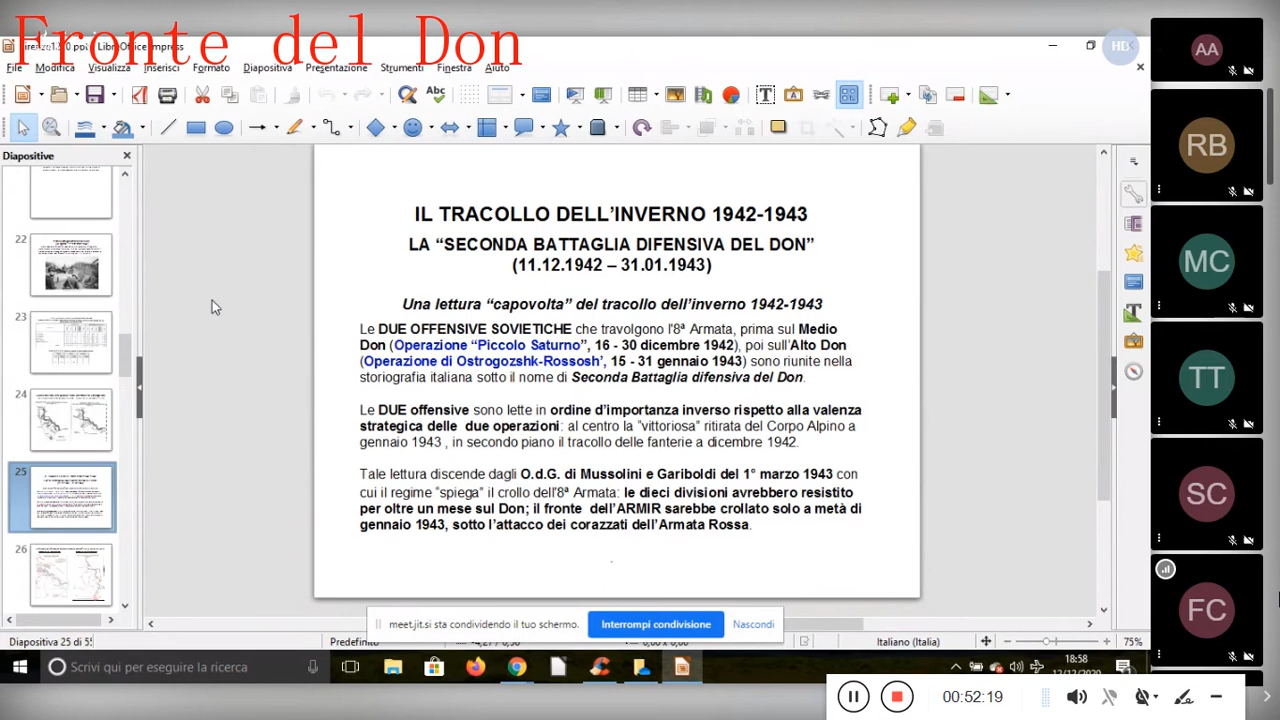 Fronte del Don
File Modifica Visualizza Inserisci Formato Diapositiva Presentazione Strumenti Finestra Aiuto
HD
Diapositive
22
23
24
25
26
IL TRACOLLO DELL'INVERNO 1942-1943
LA “SECONDA BATTAGLIA DIFENSIVA DEL DON”
(11.12.1942 – 31.01.1943)
Una lettura “capovolta” del tracollo dell'inverno 1942-1943
Le DUE OFFENSIVE SOVIETICHE che travolgono l'8ª Armata, prima sul Medio
Don (Operazione “Piccolo Saturno”, 16 - 30 dicembre 1942), poi sull'Alto Don
(Operazione di Ostrogozshk-Rossosh', 15 - 31 gennaio 1943) sono riunite nella
storiografia italiana sotto il nome di Seconda Battaglia difensiva del Don.
Le DUE offensive sono lette in ordine d'importanza inverso rispetto alla valenza
strategica delle due operazioni: al centro la “vittoriosa” ritirata del Corpo Alpino a
gennaio 1943 , in secondo piano il tracollo delle fanterie a dicembre 1942.
Tale lettura discende dagli O.d.G. di Mussolini e Gariboldi del 1° marzo 1943 con
cui il regime “spiega” il crollo dell'8ª Armata: le dieci divisioni avrebbero resistito
per oltre un mese sul Don; il fronte dell'ARMIR sarebbe crollato solo a metà di
gennaio 1943, sotto l'attacco dei corazzati dell'Armata Rossa.
meet.jit.si sta condividendo il tuo schermo. Interrompi condivisione Nascondi
Diapositiva 25 di 55 Predefinito Italiano (Italia) 75%
Scrivi qui per eseguire la ricerca
18:58
12/12/2020
00:52:19
AA
RB
MC
TT
SC
FC